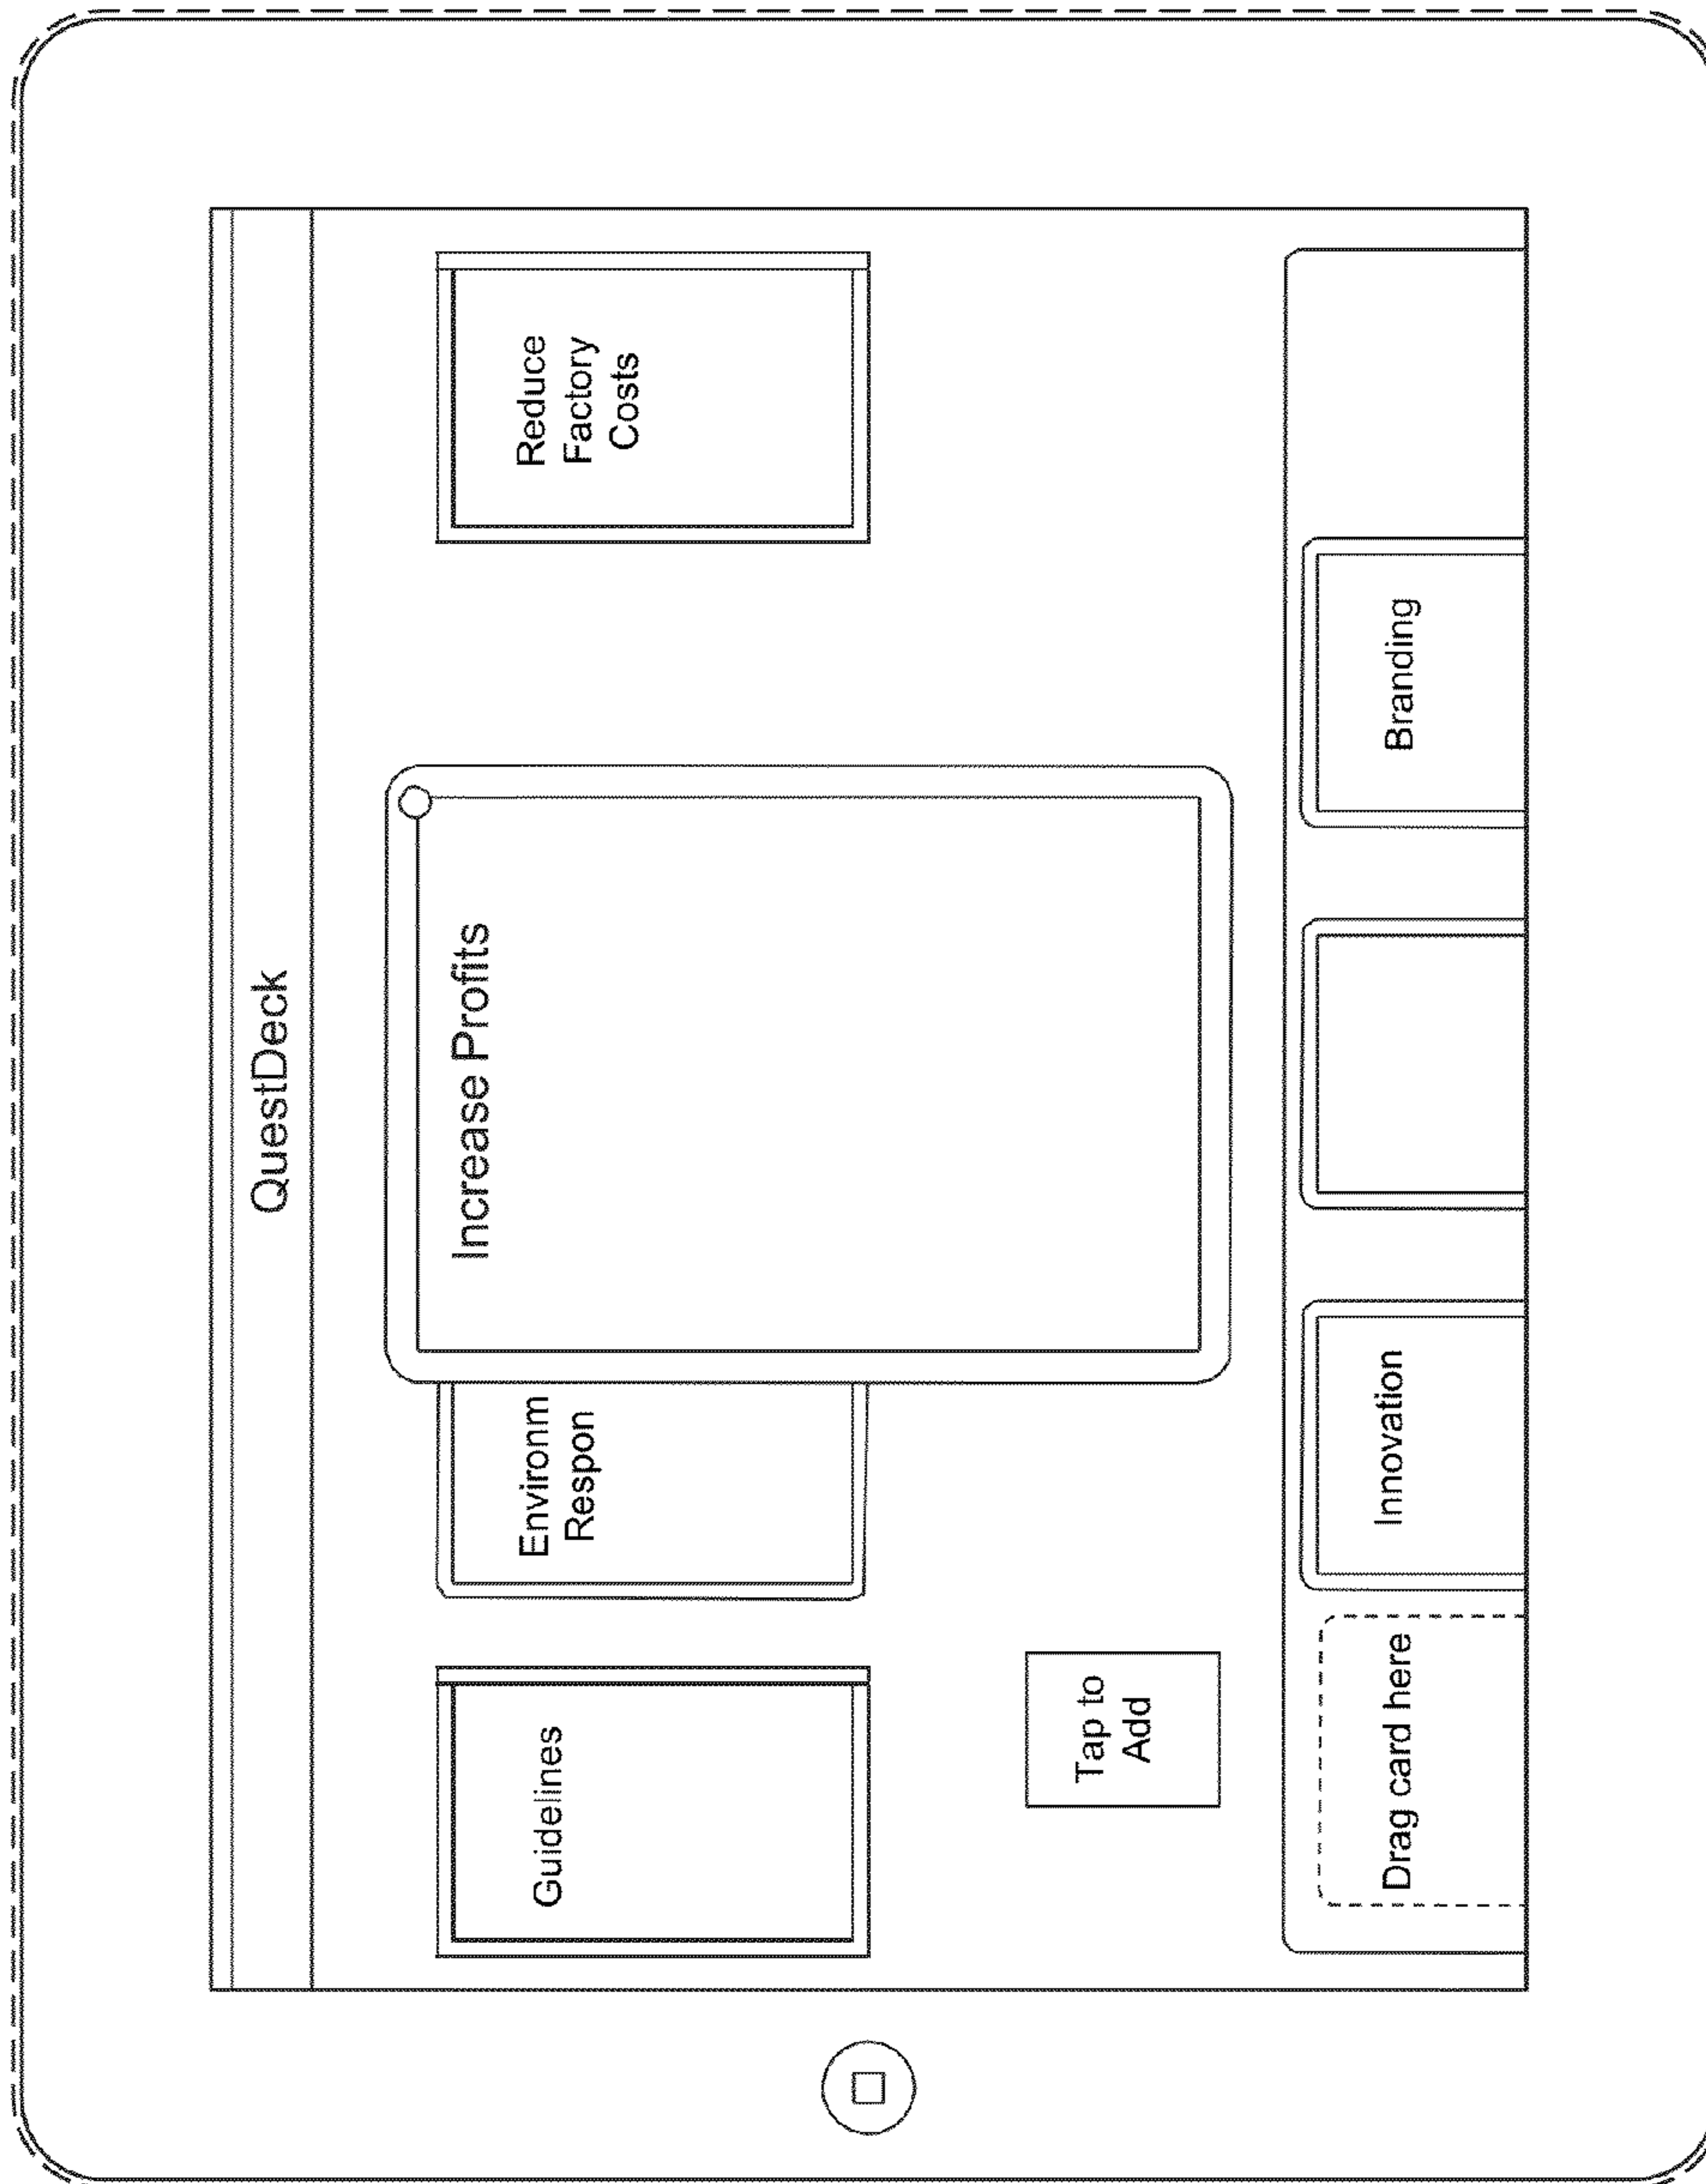 QuestDeck
Guidelines
Environm
Respon
Increase Profits
Reduce
Factory
Costs
Tap to
Add
Drag card here
Innovation
Branding